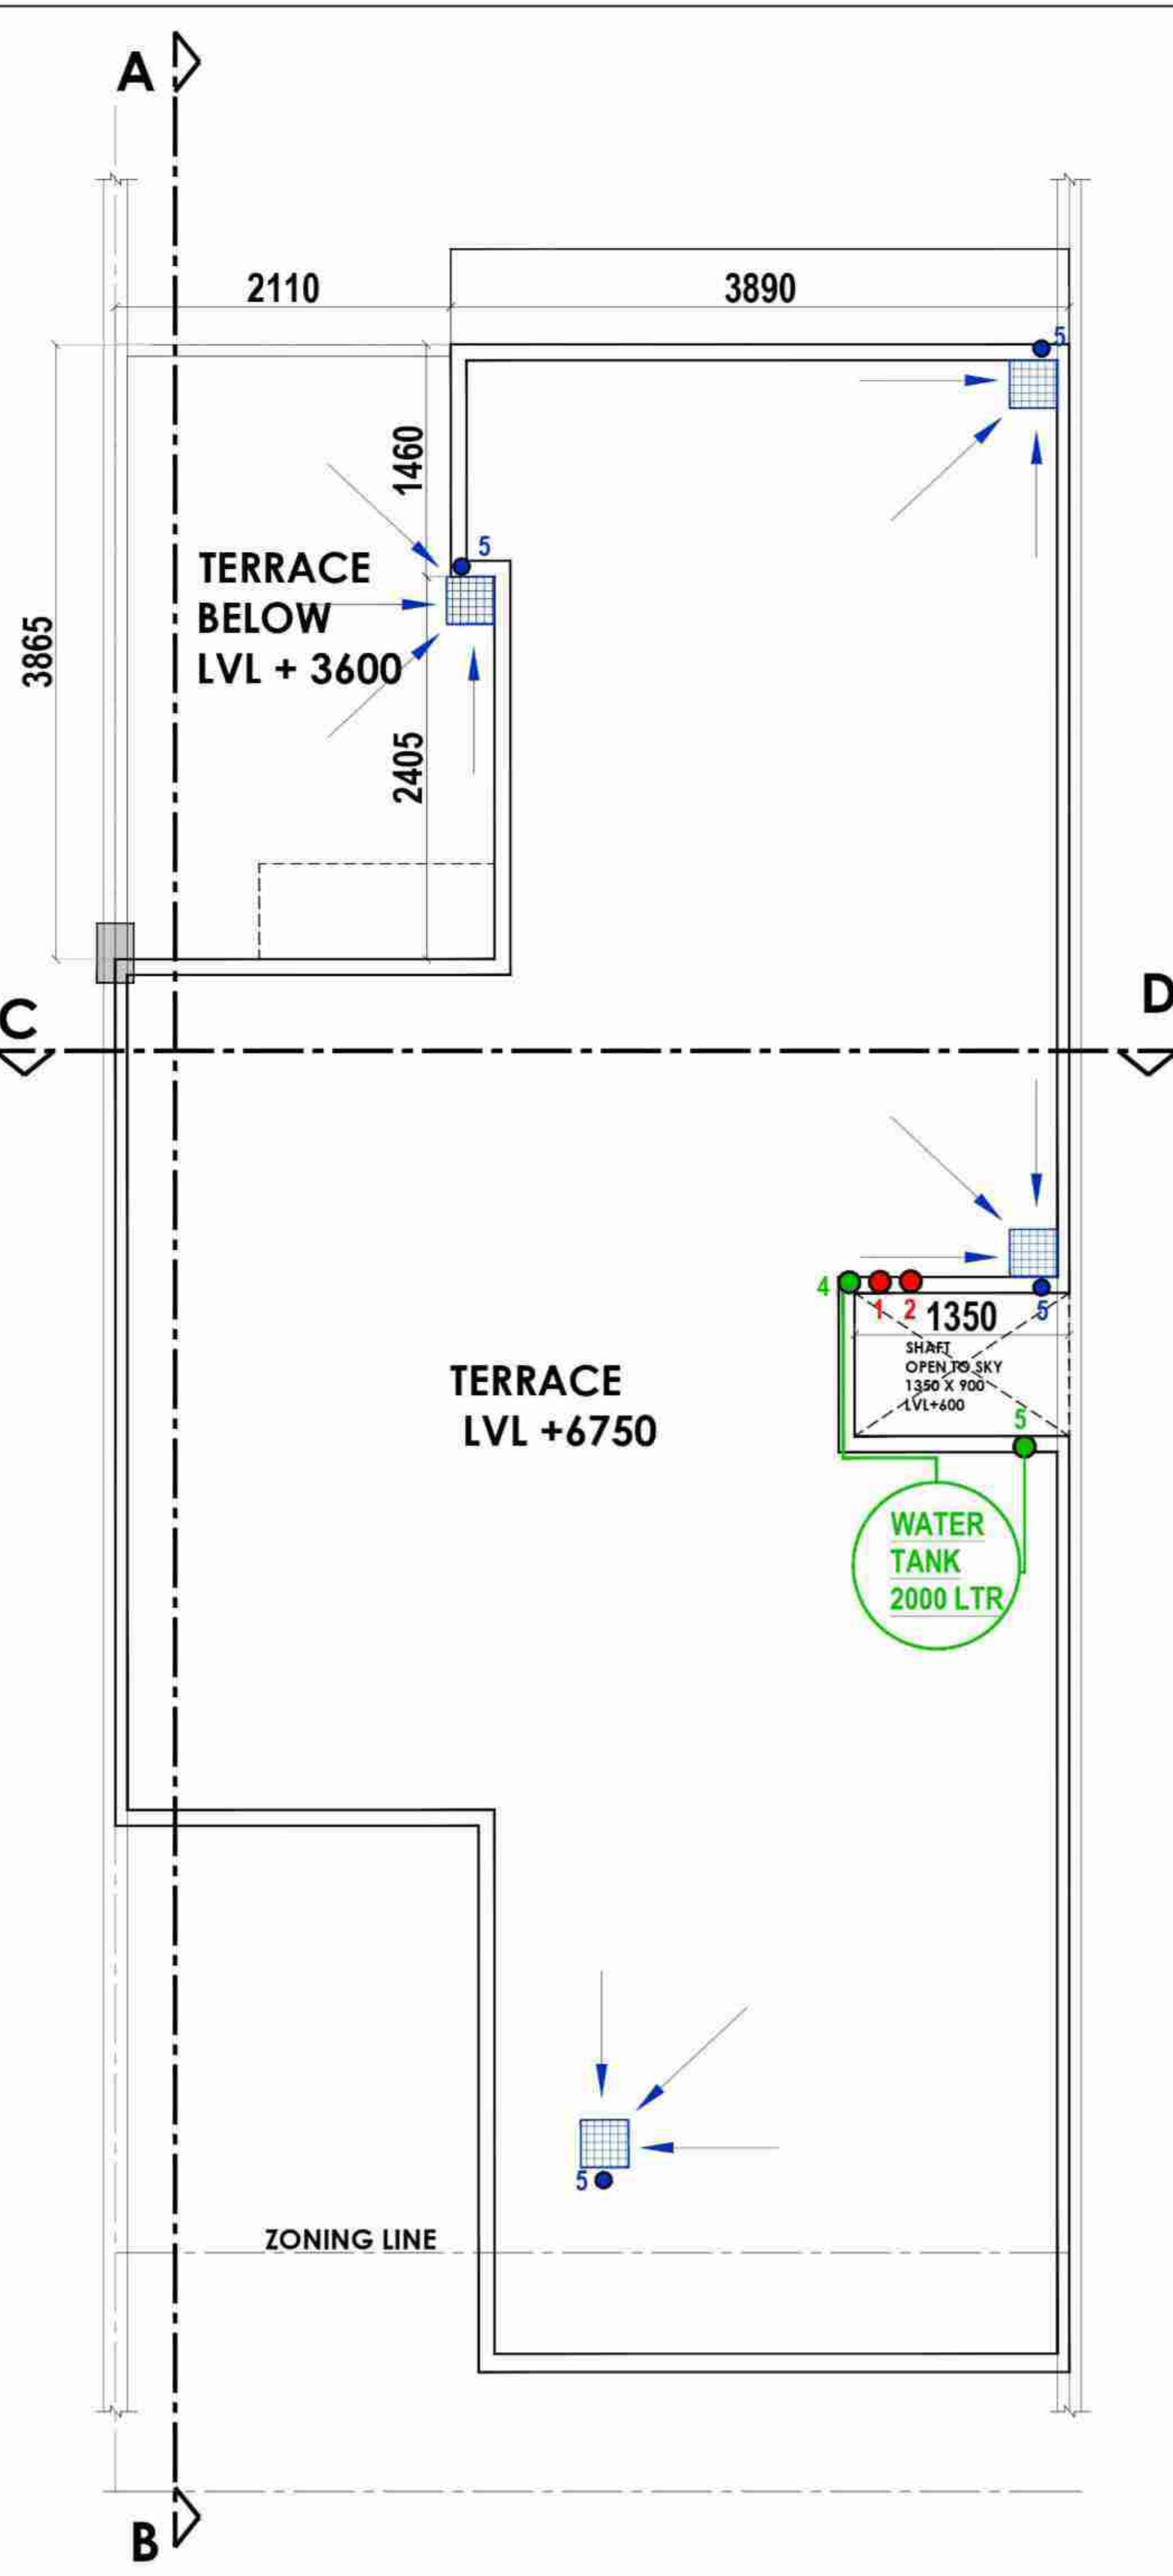 A
2110
3890
5
1460
5
TERRACE
BELOW
LVL + 3600
3865
2405
C
D
4
1
2
1350
5
SHAFT
OPEN TO SKY
1350 X 900
LVL+600
5
TERRACE
LVL +6750
WATER
TANK
2000 LTR
5
ZONING LINE
B